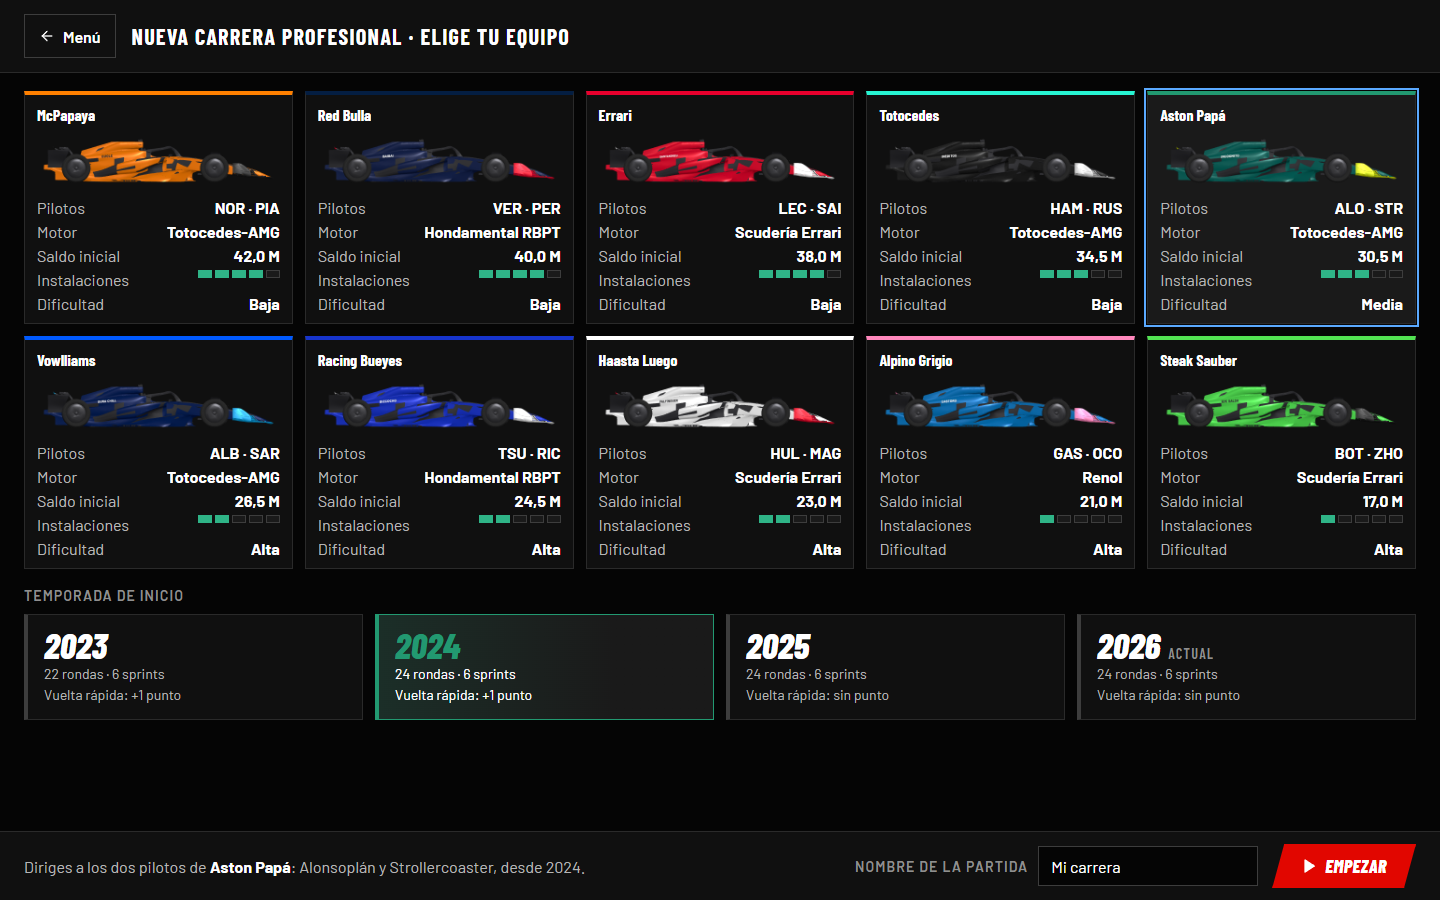 ← Menú
NUEVA CARRERA PROFESIONAL · ELIGE TU EQUIPO
McPapaya
Pilotos NOR · PIA
Motor Totocedes-AMG
Saldo inicial 42,0 M
Instalaciones
Dificultad Baja
Red Bulla
Pilotos VER · PER
Motor Hondamental RBPT
Saldo inicial 40,0 M
Instalaciones
Dificultad Baja
Errari
Pilotos LEC · SAI
Motor Scudería Errari
Saldo inicial 38,0 M
Instalaciones
Dificultad Baja
Totocedes
Pilotos HAM · RUS
Motor Totocedes-AMG
Saldo inicial 34,5 M
Instalaciones
Dificultad Baja
Aston Papá
Pilotos ALO · STR
Motor Totocedes-AMG
Saldo inicial 30,5 M
Instalaciones
Dificultad Media
Vowlliams
Pilotos ALB · SAR
Motor Totocedes-AMG
Saldo inicial 26,5 M
Instalaciones
Dificultad Alta
Racing Bueyes
Pilotos TSU · RIC
Motor Hondamental RBPT
Saldo inicial 24,5 M
Instalaciones
Dificultad Alta
Haasta Luego
Pilotos HUL · MAG
Motor Scudería Errari
Saldo inicial 23,0 M
Instalaciones
Dificultad Alta
Alpino Grigio
Pilotos GAS · OCO
Motor Renol
Saldo inicial 21,0 M
Instalaciones
Dificultad Alta
Steak Sauber
Pilotos BOT · ZHO
Motor Scudería Errari
Saldo inicial 17,0 M
Instalaciones
Dificultad Alta
TEMPORADA DE INICIO
2023
22 rondas · 6 sprints
Vuelta rápida: +1 punto
2024
24 rondas · 6 sprints
Vuelta rápida: +1 punto
2025
24 rondas · 6 sprints
Vuelta rápida: sin punto
2026 ACTUAL
24 rondas · 6 sprints
Vuelta rápida: sin punto
Diriges a los dos pilotos de Aston Papá: Alonsoplán y Strollercoaster, desde 2024.
NOMBRE DE LA PARTIDA Mi carrera
EMPEZAR